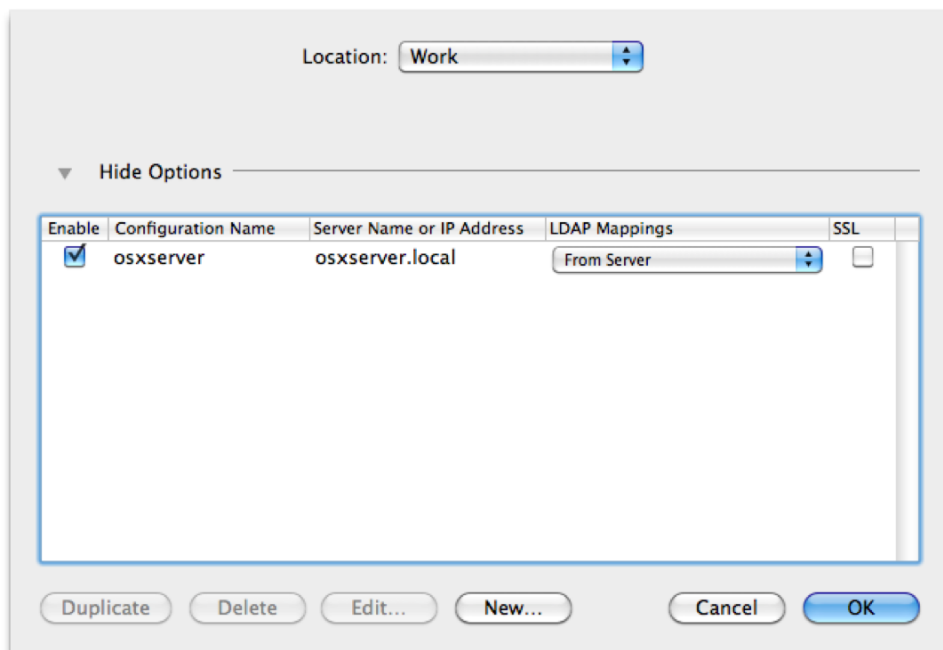 Location: Work
Hide Options
Enable Configuration Name Server Name or IP Address LDAP Mappings SSL
osxserver osxserver.local From Server
Duplicate Delete Edit... New... Cancel OK